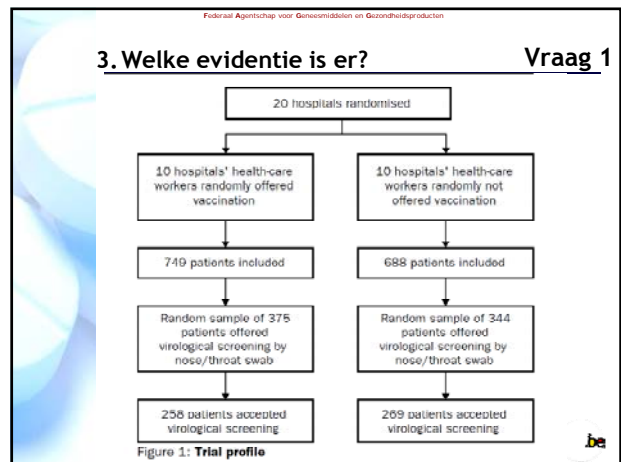 Federaal Agentschap voor Geneesmiddelen en Gezondheidsproducten
3. Welke evidentie is er?
Vraag 1
20 hospitals randomised
10 hospitals' health-care
workers randomly offered
vaccination
10 hospitals' health-care
workers randomly not
offered vaccination
749 patients included
688 patients included
Random sample of 375
patients offered
virological screening by
nose/throat swab
Random sample of 344
patients offered
virological screening by
nose/throat swab
258 patients accepted
virological screening
269 patients accepted
virological screening
Figure 1: Trial profile
.be